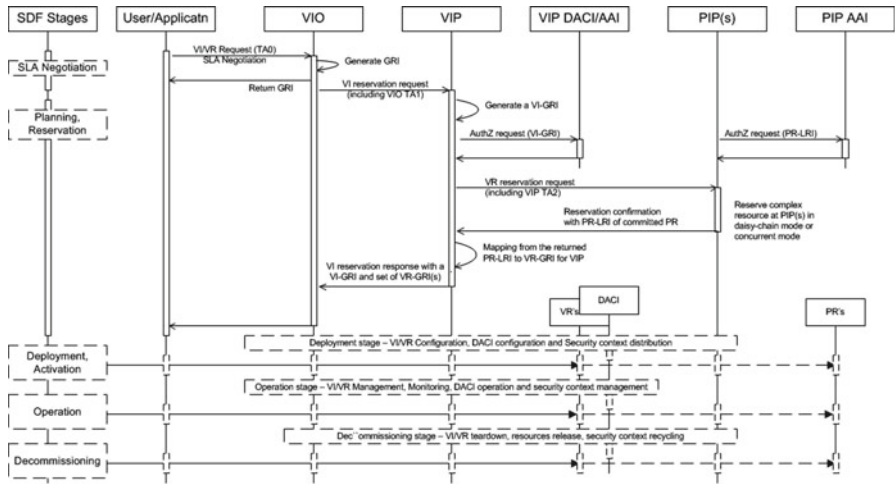 SDF Stages
User/Applicatn
VIO
VIP
VIP DACI/AAI
PIP(s)
PIP AAI
VI/VR Request (TA0)
SLA Negotiation
SLA Negotiation
Generate GRI
Return GRI
VI reservation request
(including VIO TA1)
Planning,
Reservation
Generate a VI-GRI
AuthZ request (VI-GRI)
AuthZ request (PR-LRI)
VR reservation request
(including VIP TA2)
Reservation confirmation
with PR-LRI of committed PR
Reserve complex
resource at PIP(s) in
daisy-chain mode or
concurrent mode
Mapping from the returned
PR-LRI to VR-GRI for VIP
VI reservation response with a
VI-GRI and set of VR-GRI(s)
DACI
VR's
PR's
Deployment stage – VI/VR Configuration, DACI configuration and Security context distribution
Deployment,
Activation
Operation stage – VI/VR Management, Monitoring, DACI operation and security context management
Operation
Dec``ommissioning stage – VI/VR teardown, resources release, security context recycling
Decommissioning